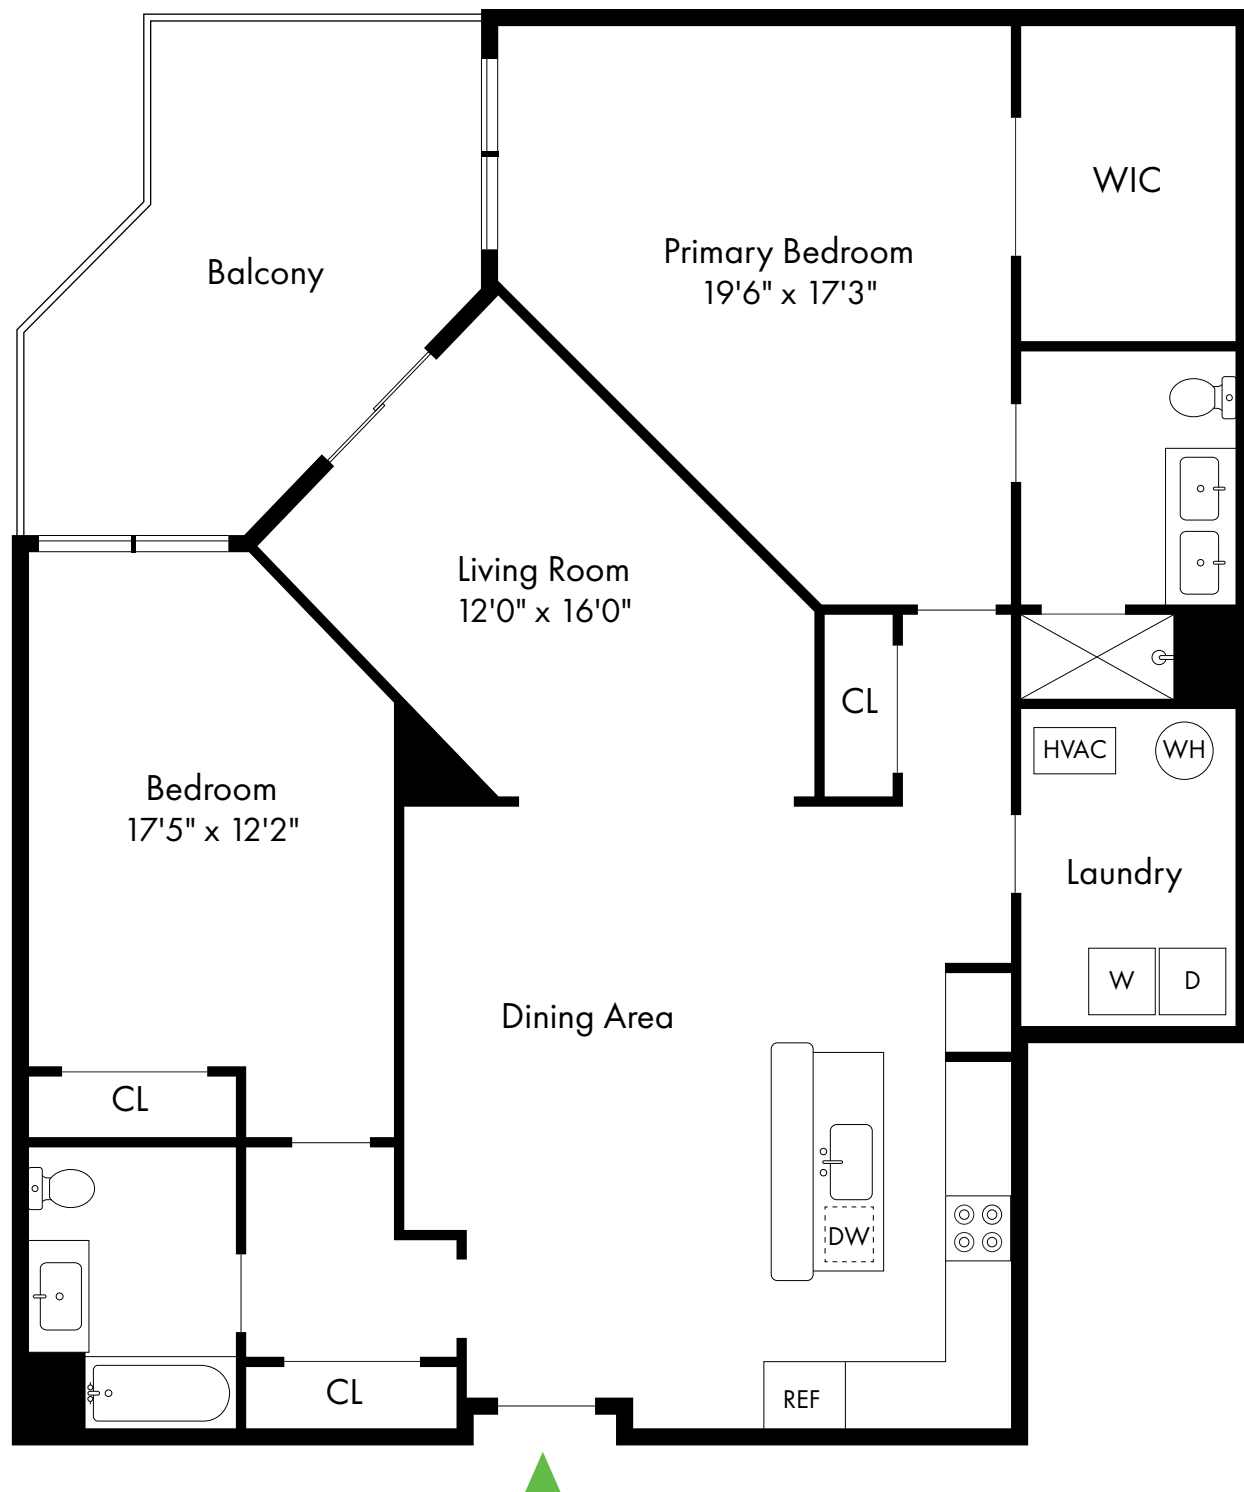 WIC
Primary Bedroom
19'6" x 17'3"
Balcony
Living Room
12'0" x 16'0"
CL
HVAC
WH
Bedroom
17'5" x 12'2"
Laundry
W
D
Dining Area
CL
DW
CL
REF